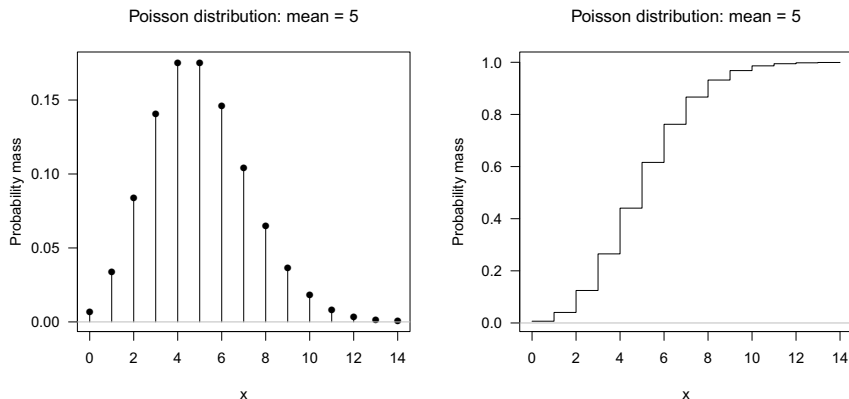 Poisson distribution: mean = 5
Probability mass
0.15
0.10
0.05
0.00
0 2 4 6 8 10 12 14
x
Poisson distribution: mean = 5
Probability mass
1.0
0.8
0.6
0.4
0.2
0.0
0 2 4 6 8 10 12 14
x